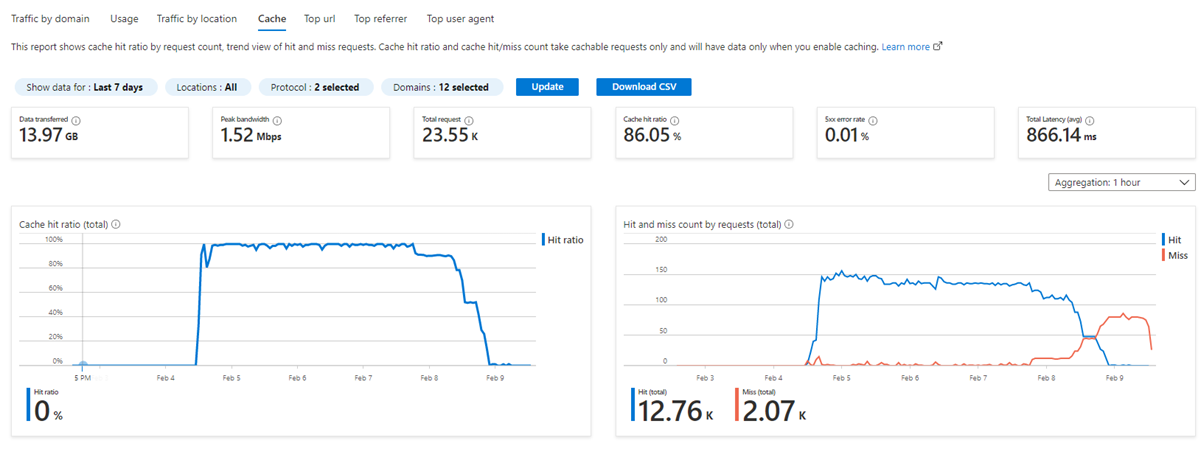 Traffic by domain Usage Traffic by location Cache Top url Top referrer Top user agent
This report shows cache hit ratio by request count, trend view of hit and miss requests. Cache hit ratio and cache hit/miss count take cachable requests only and will have data only when you enable caching. Learn more
Show data for : Last 7 days Locations : All Protocol : 2 selected Domains : 12 selected Update Download CSV
Data transferred Peak bandwidth Total request Cache hit ratio 5xx error rate Total Latency (avg)
13.97 GB 1.52 Mbps 23.55 K 86.05 % 0.01 % 866.14 ms
Aggregation: 1 hour
Cache hit ratio (total)
Hit ratio
100%
80%
60%
40%
20%
0%
5 PM Feb 4 Feb 5 Feb 6 Feb 7 Feb 8 Feb 9
Hit ratio
0 %
Hit and miss count by requests (total)
Hit
Miss
200
150
100
50
0
Feb 3 Feb 4 Feb 5 Feb 6 Feb 7 Feb 8 Feb 9
Hit (total) Miss (total)
12.76 K 2.07 K